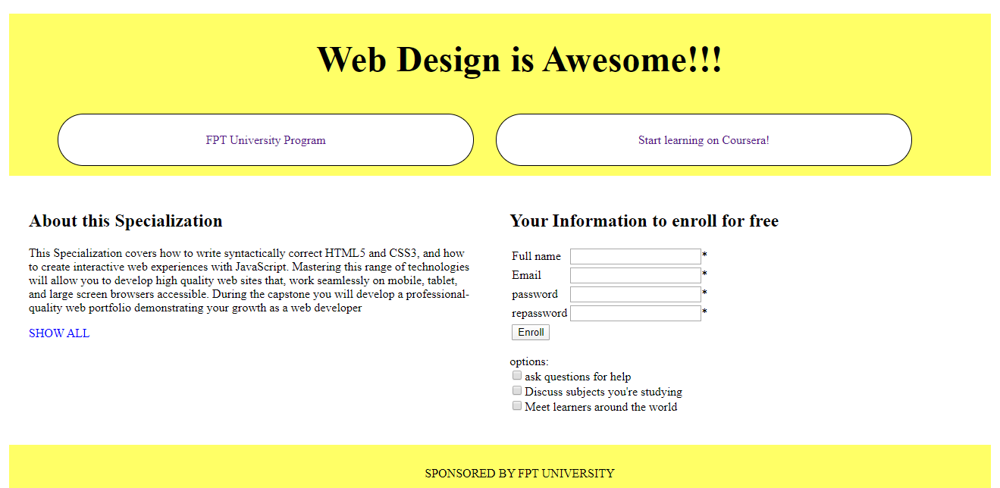 Web Design is Awesome!!!
FPT University Program
Start learning on Coursera!
About this Specialization
This Specialization covers how to write syntactically correct HTML5 and CSS3, and how
to create interactive web experiences with JavaScript. Mastering this range of technologies
will allow you to develop high quality web sites that, work seamlessly on mobile, tablet,
and large screen browsers accessible. During the capstone you will develop a professional-
quality web portfolio demonstrating your growth as a web developer
SHOW ALL
Your Information to enroll for free
Full name *
Email *
password *
repassword *
Enroll
options:
ask questions for help
Discuss subjects you're studying
Meet learners around the world
SPONSORED BY FPT UNIVERSITY